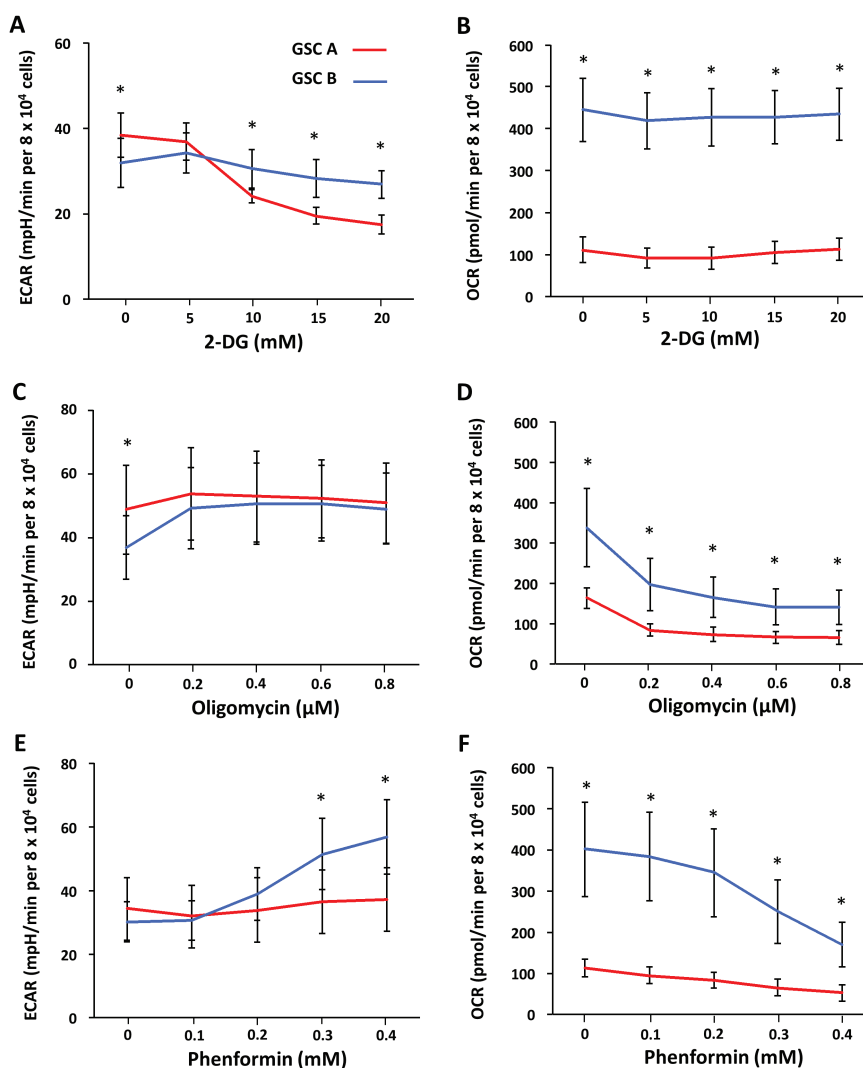 A
B
GSC A
GSC B
ECAR (mpH/min per 8 x 10⁴ cells)
60
40
20
0
* * * *
0 5 10 15 20
2-DG (mM)
OCR (pmol/min per 8 x 10⁴ cells)
600
500
400
300
200
100
0
* * * * *
0 5 10 15 20
2-DG (mM)
C
D
ECAR (mpH/min per 8 x 10⁴ cells)
80
60
40
20
0
*
0 0.2 0.4 0.6 0.8
Oligomycin (µM)
OCR (pmol/min per 8 x 10⁴ cells)
600
500
400
300
200
100
0
* * * * *
0 0.2 0.4 0.6 0.8
Oligomycin (µM)
E
F
ECAR (mpH/min per 8 x 10⁴ cells)
80
60
40
20
0
* *
0 0.1 0.2 0.3 0.4
Phenformin (mM)
OCR (pmol/min per 8 x 10⁴ cells)
600
500
400
300
200
100
0
* * * * *
0 0.1 0.2 0.3 0.4
Phenformin (mM)